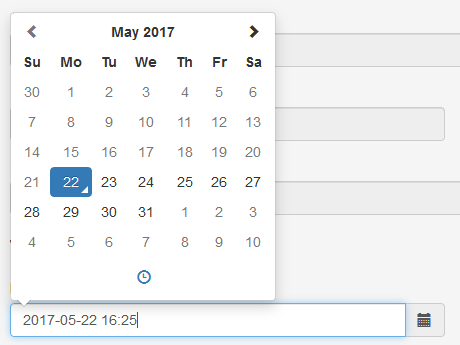 May 2017
Su Mo Tu We Th Fr Sa
30 1 2 3 4 5 6
7 8 9 10 11 12 13
14 15 16 17 18 19 20
21 22 23 24 25 26 27
28 29 30 31 1 2 3
4 5 6 7 8 9 10
2017-05-22 16:25